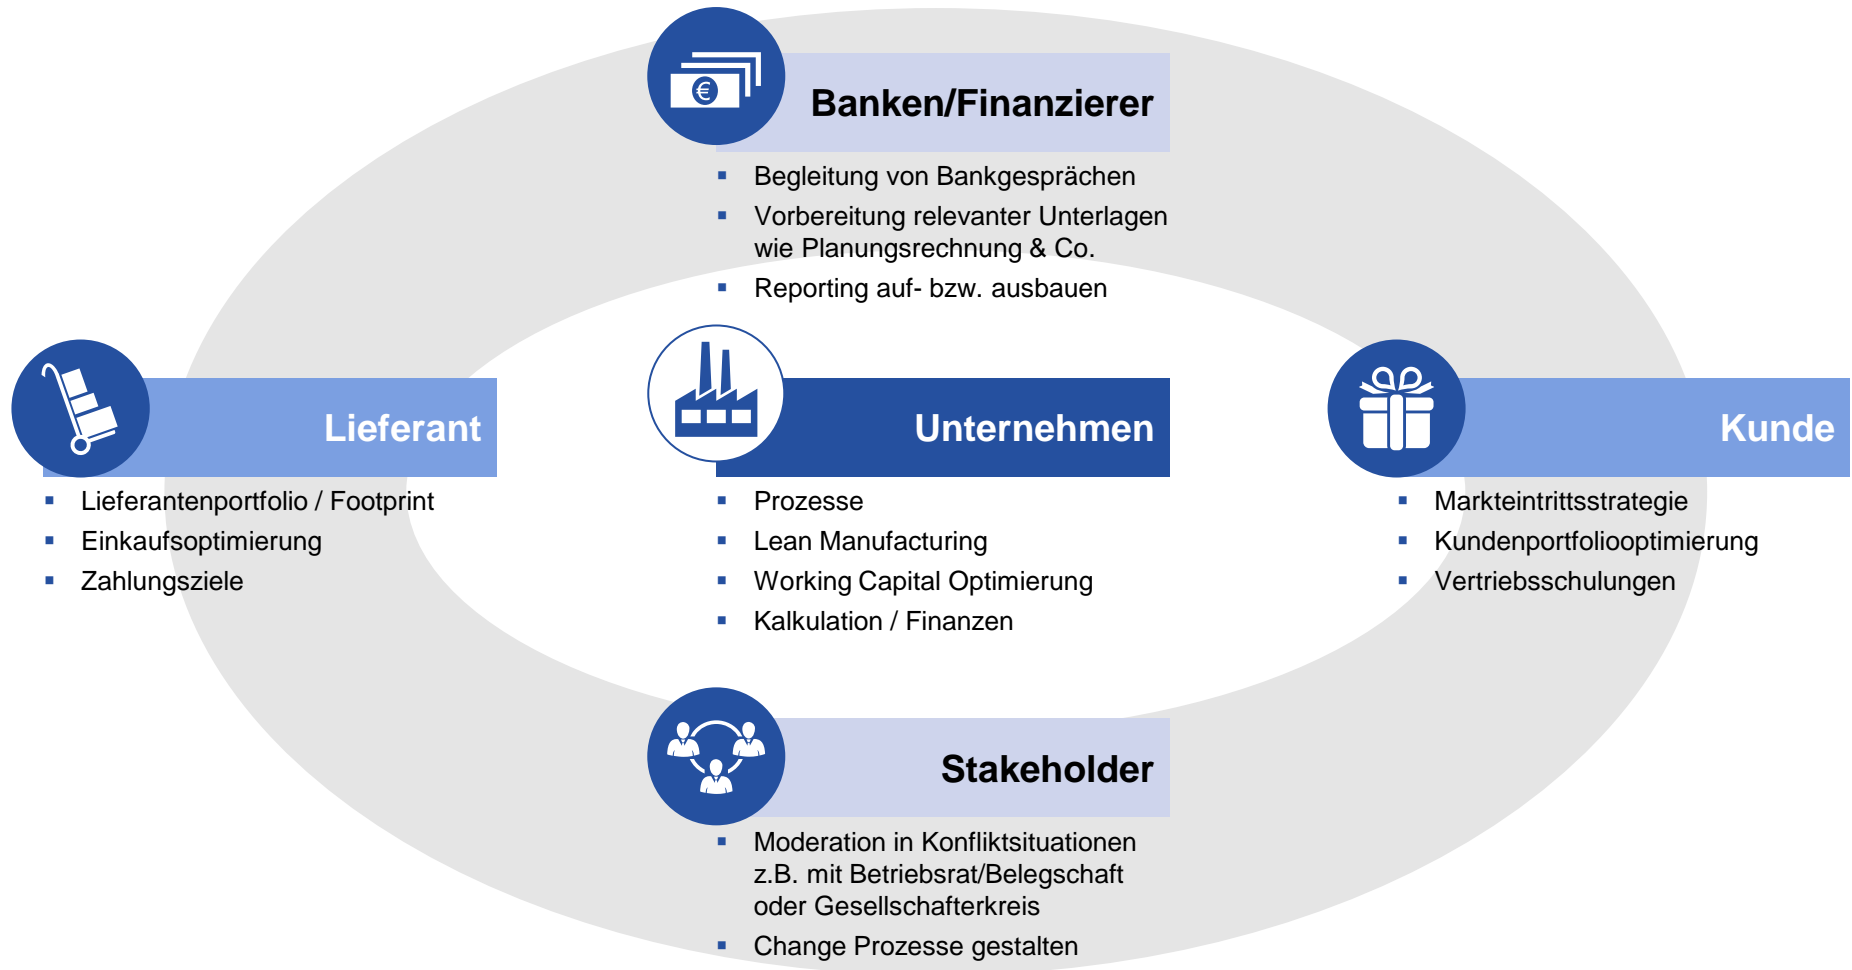 Banken/Finanzierer
▪ Begleitung von Bankgesprächen
▪ Vorbereitung relevanter Unterlagen
wie Planungsrechnung & Co.
▪ Reporting auf- bzw. ausbauen
Lieferant
▪ Lieferantenportfolio / Footprint
▪ Einkaufsoptimierung
▪ Zahlungsziele
Unternehmen
▪ Prozesse
▪ Lean Manufacturing
▪ Working Capital Optimierung
▪ Kalkulation / Finanzen
Kunde
▪ Markteintrittsstrategie
▪ Kundenportfoliooptimierung
▪ Vertriebsschulungen
Stakeholder
▪ Moderation in Konfliktsituationen
z.B. mit Betriebsrat/Belegschaft
oder Gesellschafterkreis
▪ Change Prozesse gestalten
€